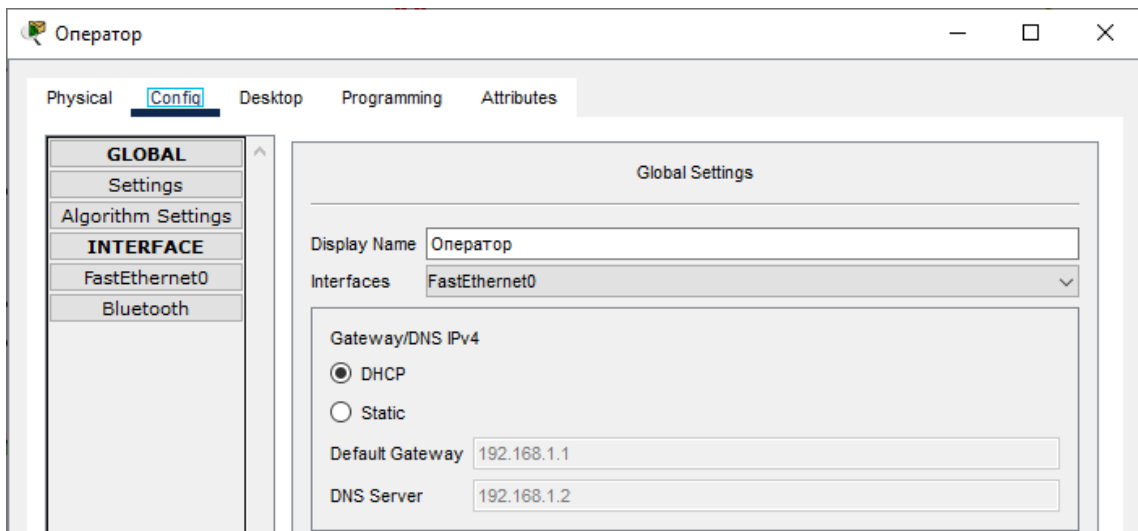 Оператор
Physical Config Desktop Programming Attributes
GLOBAL
Settings
Algorithm Settings
INTERFACE
FastEthernet0
Bluetooth
Global Settings
Display Name Оператор
Interfaces FastEthernet0
Gateway/DNS IPv4
DHCP
Static
Default Gateway 192.168.1.1
DNS Server 192.168.1.2